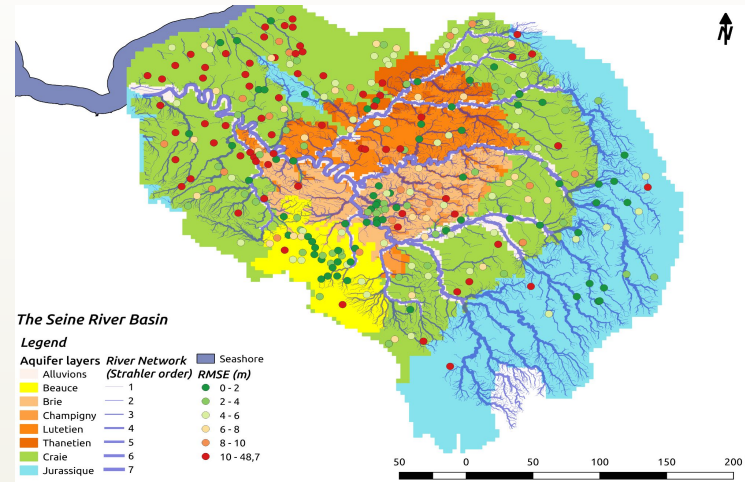 N
The Seine River Basin
Legend
Aquifer layers
Alluvions
Beauce
Brie
Champigny
Lutetien
Thanetien
Craie
Jurassique
River Network
(Strahler order)
1
2
3
4
5
6
7
Seashore
RMSE (m)
0 - 2
2 - 4
4 - 6
6 - 8
8 - 10
10 - 48,7
50 0 50 100 150 200